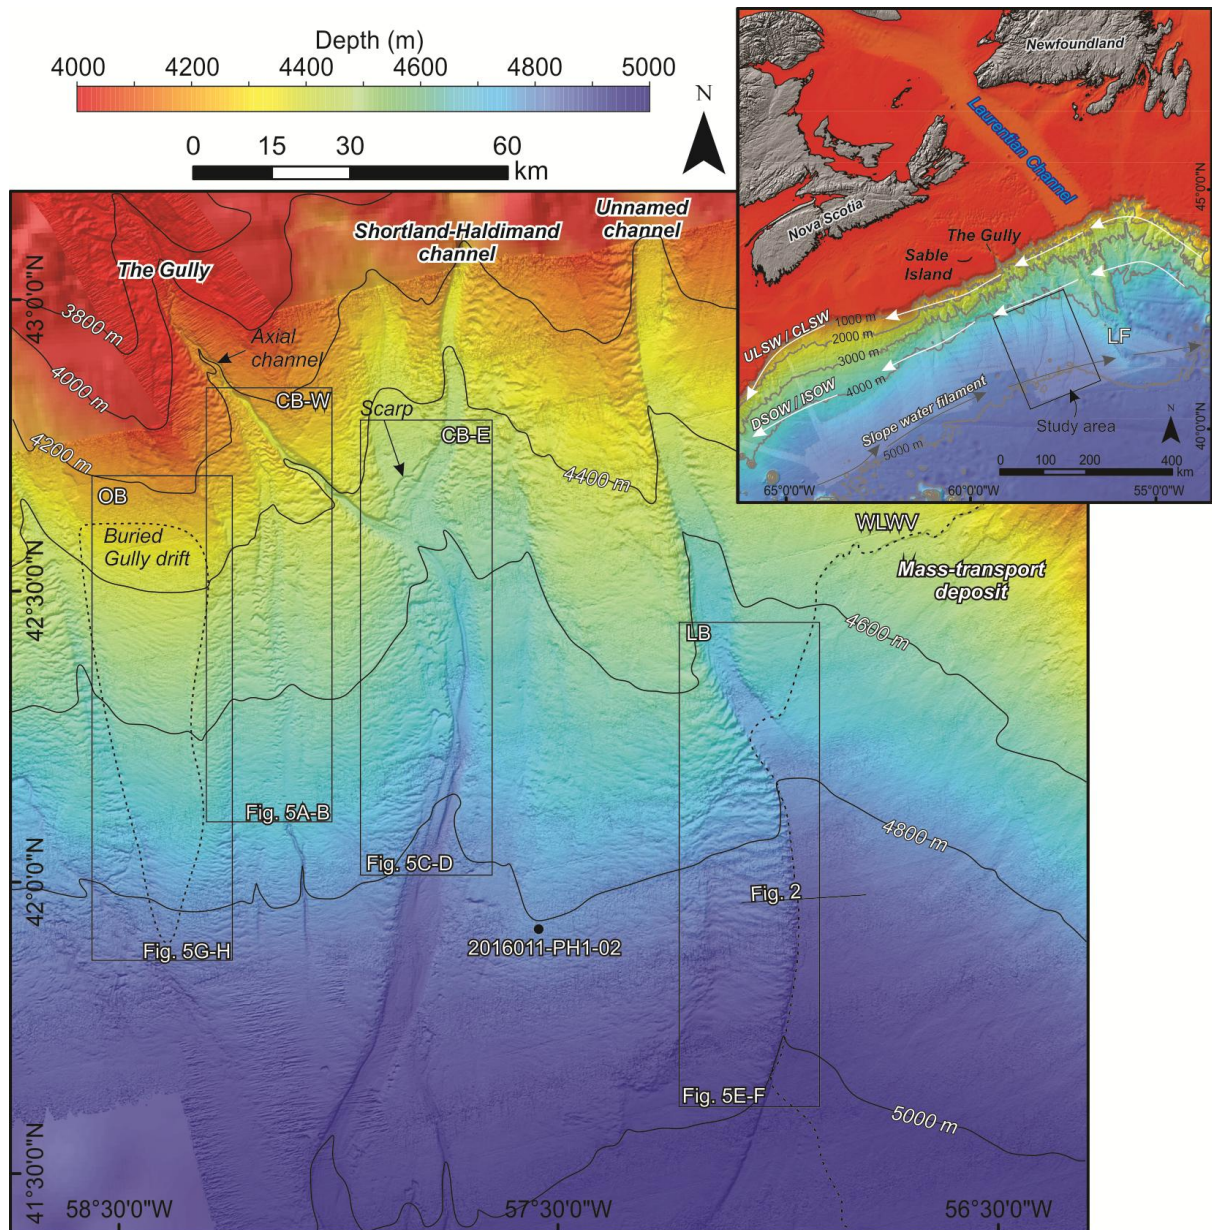 Depth (m)
4000 4200 4400 4600 4800 5000
0 15 30 60
km
N
Newfoundland
Laurentian Channel
Nova Scotia
The Gully
Sable
Island
45°0'0"N
1000 m
2000 m
3000 m
4000 m
5000 m
ULSW / CLSW
DSOW / ISOW
Slope water filament
LF
Study area
N
0 100 200 400
km
40°0'0"N
65°0'0"W 60°0'0"W 55°0'0"W
The Gully
Shortland-Haldimand
channel
Unnamed
channel
43°0'0"N
3800 m
4000 m
Axial
channel
CB-W
Scarp
CB-E
4200 m
4400 m
OB
Buried
Gully drift
WLWV
Mass-transport
deposit
42°30'0"N
LB
4600 m
Fig. 5A-B
4800 m
Fig. 5C-D
42°0'0"N
Fig. 2
Fig. 5G-H
2016011-PH1-02
Fig. 5E-F
5000 m
41°30'0"N
58°30'0"W 57°30'0"W 56°30'0"W